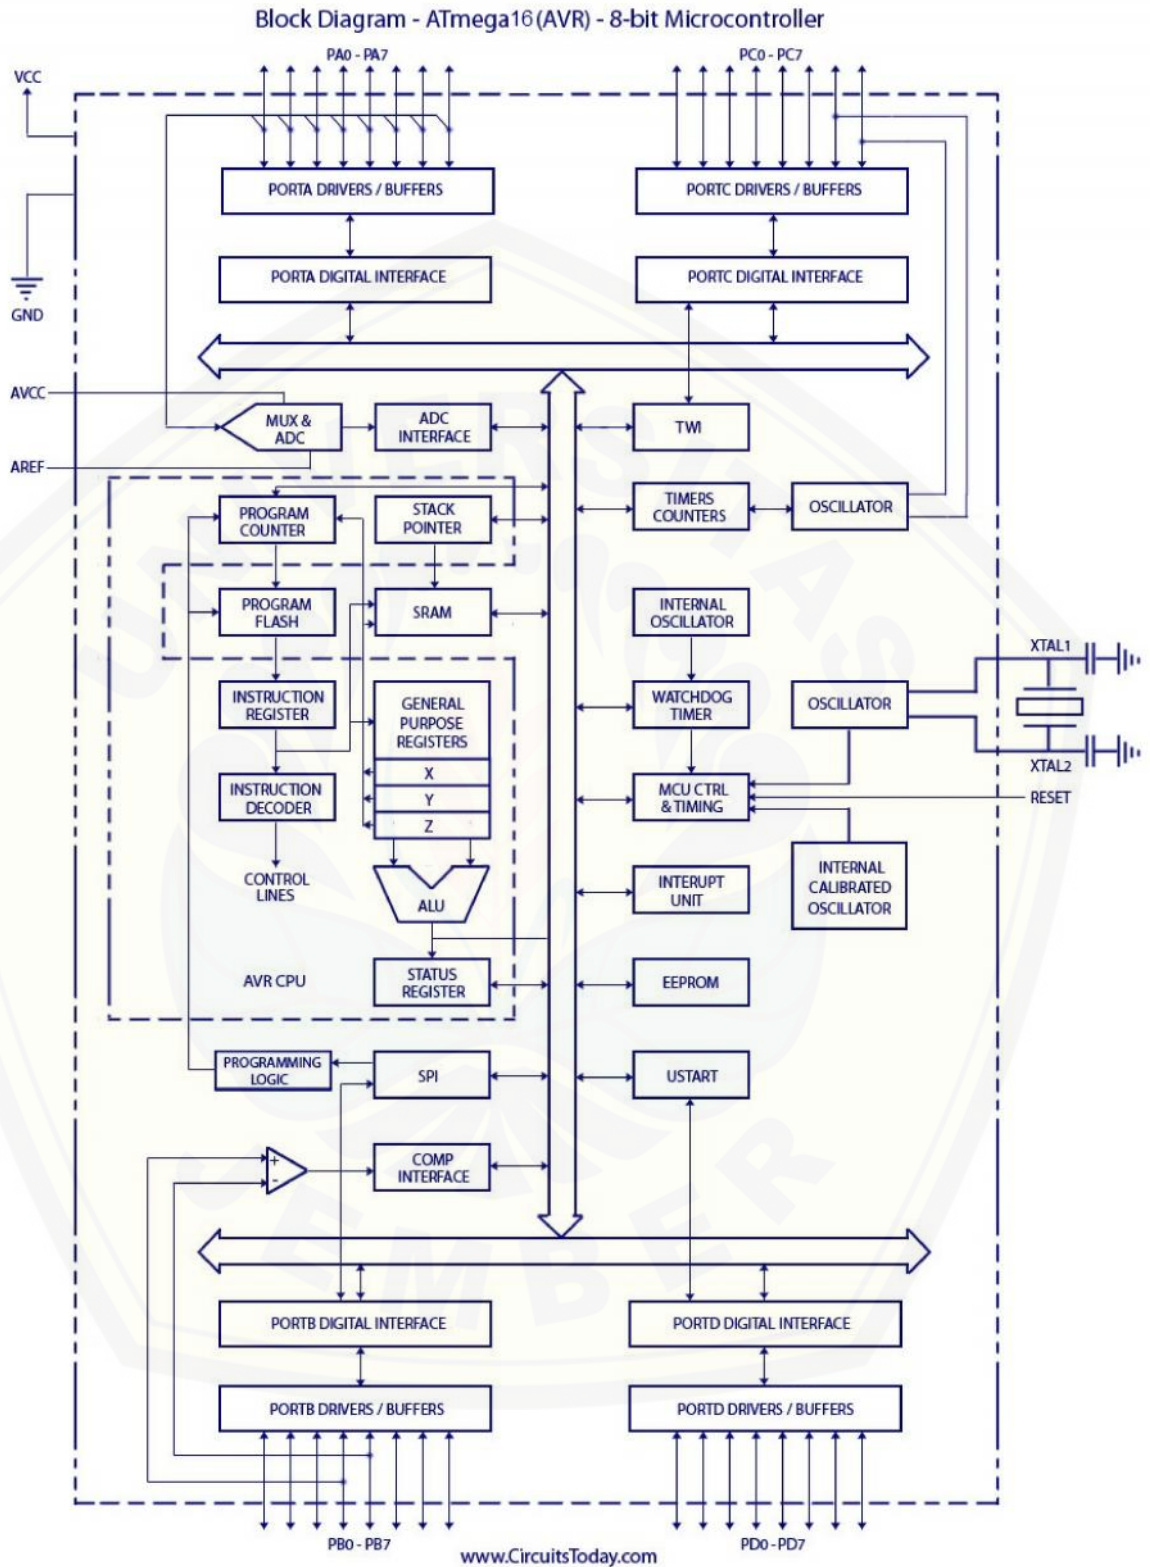 Block Diagram - ATmega16(AVR) - 8-bit Microcontroller
PA0 - PA7
PC0 - PC7
VCC
PORTA DRIVERS / BUFFERS
PORTC DRIVERS / BUFFERS
PORTA DIGITAL INTERFACE
PORTC DIGITAL INTERFACE
GND
AVCC
MUX &
ADC
ADC
INTERFACE
TWI
AREF
PROGRAM
COUNTER
STACK
POINTER
TIMERS
COUNTERS
OSCILLATOR
PROGRAM
FLASH
SRAM
INTERNAL
OSCILLATOR
XTAL1
INSTRUCTION
REGISTER
GENERAL
PURPOSE
REGISTERS
WATCHDOG
TIMER
OSCILLATOR
XTAL2
X
Y
Z
INSTRUCTION
DECODER
MCU CTRL
& TIMING
RESET
CONTROL
LINES
ALU
INTERUPT
UNIT
INTERNAL
CALIBRATED
OSCILLATOR
AVR CPU
STATUS
REGISTER
EEPROM
PROGRAMMING
LOGIC
SPI
USTART
+
-
COMP
INTERFACE
PORTB DIGITAL INTERFACE
PORTD DIGITAL INTERFACE
PORTB DRIVERS / BUFFERS
PORTD DRIVERS / BUFFERS
PB0 - PB7
PD0 - PD7
www.CircuitsToday.com
UNIVERSITAS
JEMBER